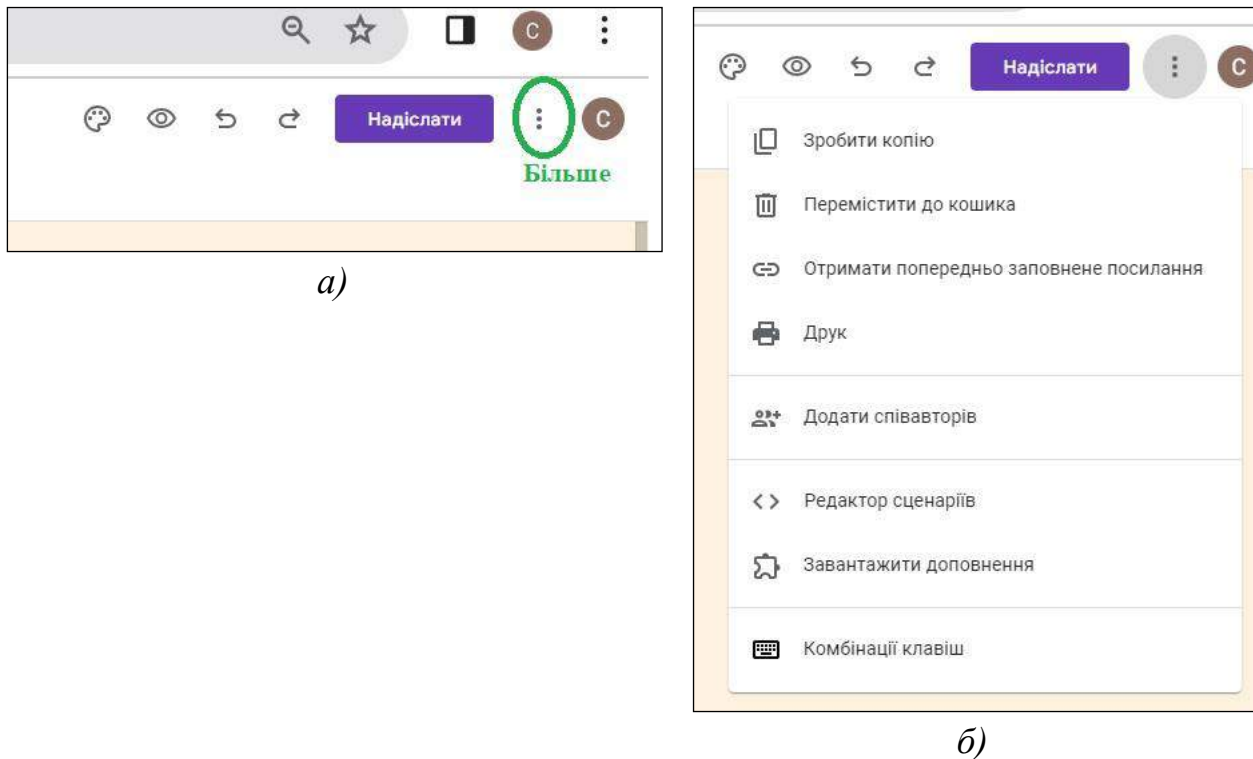 C
Надіслати
C
Більше
а)
Надіслати
C
Зробити копію
Перемістити до кошика
Отримати попередньо заповнене посилання
Друк
Додати співавторів
Редактор сценаріїв
Завантажити доповнення
Комбінації клавіш
б)